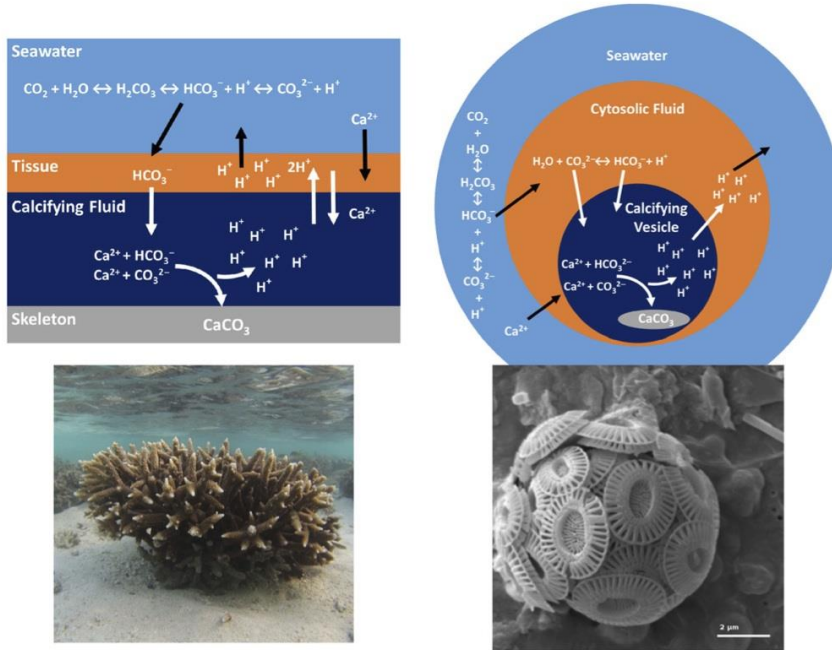 Seawater
CO₂ + H₂O ↔ H₂CO₃ ↔ HCO₃⁻ + H⁺ ↔ CO₃²⁻ + H⁺
Ca²⁺
Tissue
HCO₃⁻
H⁺ H⁺ 2H⁺
H⁺ H⁺ H⁺
Calcifying Fluid
Ca²⁺
H⁺ H⁺ H⁺
H⁺ H⁺
H⁺
Ca²⁺ + HCO₃⁻
Ca²⁺ + CO₃²⁻
Skeleton
CaCO₃
Seawater
Cytosolic Fluid
CO₂
+
H₂O
↕
H₂CO₃
↕
HCO₃⁻
+
H⁺
↕
CO₃²⁻
+
H⁺
Ca²⁺
H₂O + CO₃²⁻ ↔ HCO₃⁻ + H⁺
H⁺ H⁺
H⁺ H⁺ H⁺
Calcifying
Vesicle
H⁺ H⁺ H⁺
H⁺ H⁺ H⁺
H⁺
Ca²⁺ + HCO₃²⁻
Ca²⁺ + CO₃²⁻
CaCO₃
2 µm